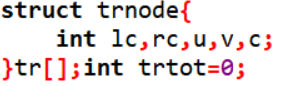 struct trnode{
    int lc,rc,u,v,c;
}tr[];int trtot=0;